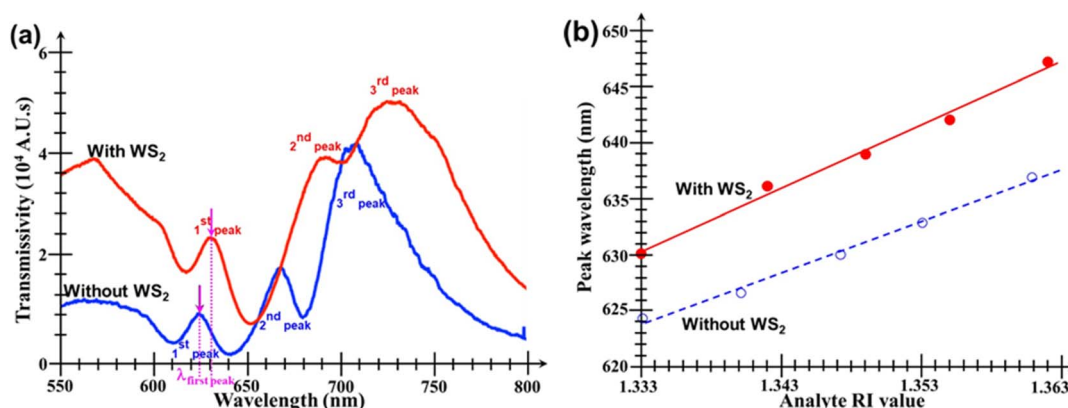 (a)
6
4
2
0
Transmissivity (10⁴ A.U.s)
3rd peak
2nd peak
With WS₂
1st peak
3rd peak
Without WS₂
2nd peak
1st peak
λfirst peak
550 600 650 700 750 800
Wavelength (nm)
(b)
650
645
640
635
630
625
620
Peak wavelength (nm)
With WS₂
Without WS₂
1.333 1.343 1.353 1.363
Analyte RI value